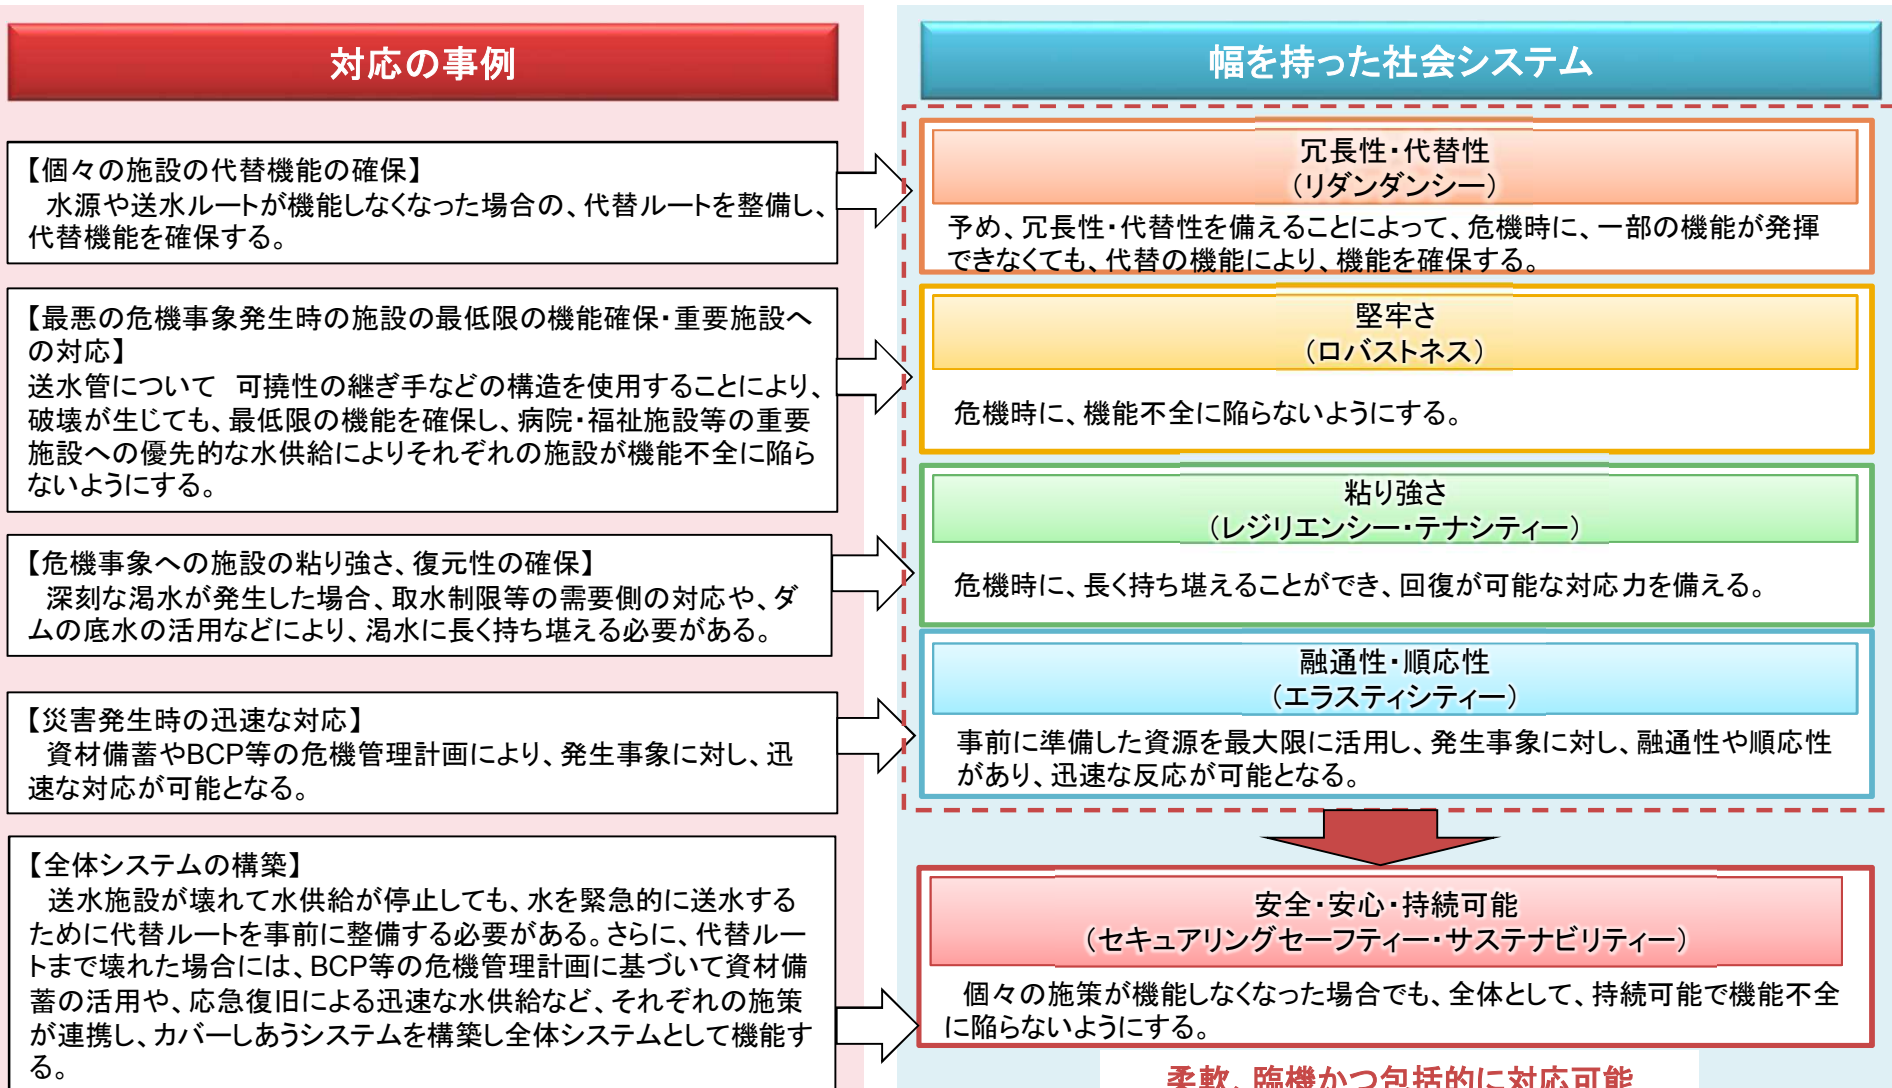 対応の事例
【個々の施設の代替機能の確保】
水源や送水ルートが機能しなくなった場合の、代替ルートを整備し、
代替機能を確保する。
【最悪の危機事象発生時の施設の最低限の機能確保・重要施設へ
の対応】
送水管について　可撓性の継ぎ手などの構造を使用することにより、
破壊が生じても、最低限の機能を確保し、病院・福祉施設等の重要
施設への優先的な水供給によりそれぞれの施設が機能不全に陥ら
ないようにする。
【危機事象への施設の粘り強さ、復元性の確保】
深刻な渇水が発生した場合、取水制限等の需要側の対応や、ダ
ムの底水の活用などにより、渇水に長く持ち堪える必要がある。
【災害発生時の迅速な対応】
資材備蓄やBCP等の危機管理計画により、発生事象に対し、迅
速な対応が可能となる。
【全体システムの構築】
送水施設が壊れて水供給が停止しても、水を緊急的に送水する
ために代替ルートを事前に整備する必要がある。さらに、代替ルー
トまで壊れた場合には、BCP等の危機管理計画に基づいて資材備
蓄の活用や、応急復旧による迅速な水供給など、それぞれの施策
が連携し、カバーしあうシステムを構築し全体システムとして機能す
る。
幅を持った社会システム
冗長性・代替性
（リダンダンシー）
予め、冗長性・代替性を備えることによって、危機時に、一部の機能が発揮
できなくても、代替の機能により、機能を確保する。
堅牢さ
（ロバストネス）
危機時に、機能不全に陥らないようにする。
粘り強さ
（レジリエンシー・テナシティー）
危機時に、長く持ち堪えることができ、回復が可能な対応力を備える。
融通性・順応性
（エラスティシティー）
事前に準備した資源を最大限に活用し、発生事象に対し、融通性や順応性
があり、迅速な反応が可能となる。
安全・安心・持続可能
（セキュアリングセーフティー・サステナビリティー）
個々の施策が機能しなくなった場合でも、全体として、持続可能で機能不全
に陥らないようにする。
柔軟、臨機かつ包括的に対応可能